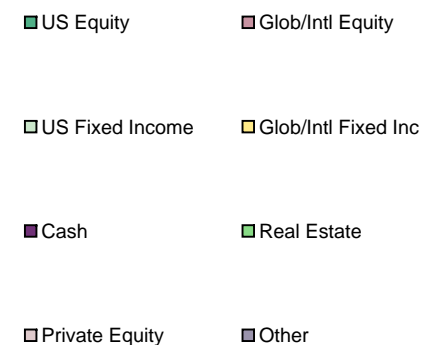 US Equity Glob/Intl Equity
US Fixed Income Glob/Intl Fixed Inc
Cash Real Estate
Private Equity Other